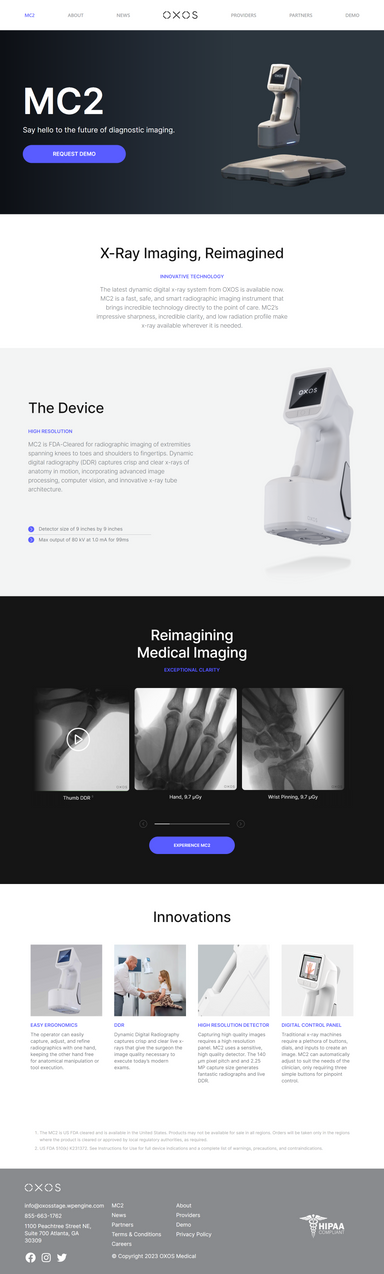 MC2 ABOUT NEWS OXOS PROVIDERS PARTNERS DEMO
MC2
Say hello to the future of diagnostic imaging.
REQUEST DEMO
X-Ray Imaging, Reimagined
INNOVATIVE TECHNOLOGY
The latest dynamic digital x-ray system from OXOS is available now.
MC2 is a fast, safe, and smart radiographic imaging instrument that
brings incredible technology directly to the point of care. MC2's
impressive sharpness, incredible clarity, and low radiation profile make
x-ray available wherever it is needed.
OXOS
The Device
HIGH RESOLUTION
MC2 is FDA-Cleared for radiographic imaging of extremities
spanning knees to toes and shoulders to fingertips. Dynamic
digital radiography (DDR) captures crisp and clear x-rays of
anatomy in motion, incorporating advanced image
processing, computer vision, and innovative x-ray tube
architecture.
Detector size of 9 inches by 9 inches
Max output of 80 kV at 1.0 mA for 99ms
Reimagining
Medical Imaging
EXCEPTIONAL CLARITY
OXOS OXOS OXOS
Thumb DDR Hand, 9.7 µGy Wrist Pinning, 9.7 µGy
EXPERIENCE MC2
Innovations
EASY ERGONOMICS
The operator can easily
capture, adjust, and refine
radiographics with one hand,
keeping the other hand free
for anatomical manipulation or
tool execution.
DDR
Dynamic Digital Radiography
captures crisp and clear live x-
rays that give the surgeon the
image quality necessary to
execute today's modern
exams.
HIGH RESOLUTION DETECTOR
Capturing high quality images
requires a high resolution
panel. MC2 uses a sensitive,
high quality detector. The 140
µm pixel pitch and and 2.25
MP capture size generates
fantastic radiographs and live
DDR.
DIGITAL CONTROL PANEL
Traditional x-ray machines
require a plethora of buttons,
dials, and inputs to create an
image. MC2 can automatically
adjust to suit the needs of the
clinician, only requiring three
simple buttons for pinpoint
control.
1. The MC2 is US FDA cleared and is available in the United States. Products may not be available for sale in all regions. Orders will be taken only in the regions
where the product is cleared or approved by local regulatory authorities, as required.
2. US FDA 510(k) K231372. See Instructions for Use for full device indications and a complete list of warnings, precautions, and contraindications.
OXOS
info@oxosstage.wpengine.com
855-663-1762
1100 Peachtree Street NE,
Suite 700 Atlanta, GA
30309
MC2
News
Partners
Terms & Conditions
Careers
About
Providers
Demo
Privacy Policy
© Copyright 2023 OXOS Medical
HIPAA
COMPLIANT